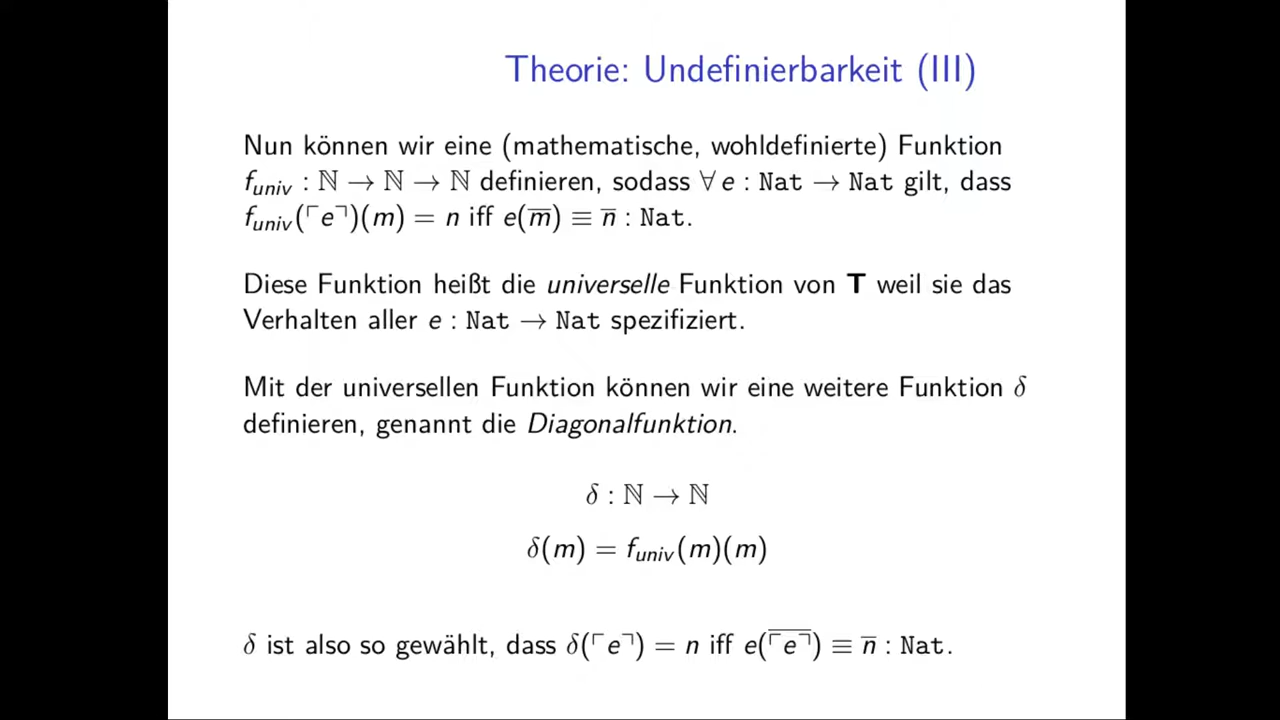 Theorie: Undefinierbarkeit (III)
Nun können wir eine (mathematische, wohldefinierte) Funktion
f_univ : ℕ → ℕ → ℕ definieren, sodass ∀ e : Nat → Nat gilt, dass
f_univ(⌜e⌝)(m) = n iff e(m̅) ≡ n̅ : Nat.
Diese Funktion heißt die universelle Funktion von T weil sie das
Verhalten aller e : Nat → Nat spezifiziert.
Mit der universellen Funktion können wir eine weitere Funktion δ
definieren, genannt die Diagonalfunktion.
δ : ℕ → ℕ
δ(m) = f_univ(m)(m)
δ ist also so gewählt, dass δ(⌜e⌝) = n iff e(⌜̅e̅⌝̅) ≡ n̅ : Nat.